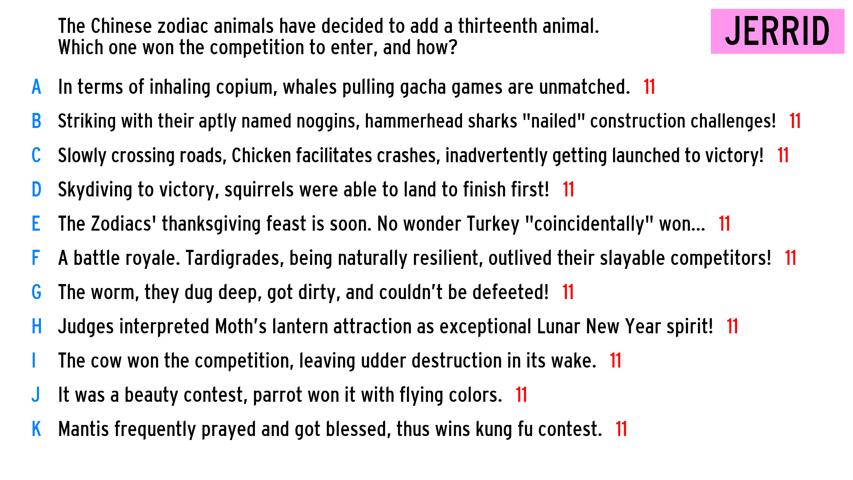 The Chinese zodiac animals have decided to add a thirteenth animal.
Which one won the competition to enter, and how?
JERRID
A In terms of inhaling copium, whales pulling gacha games are unmatched. 11
B Striking with their aptly named noggins, hammerhead sharks "nailed" construction challenges! 11
C Slowly crossing roads, Chicken facilitates crashes, inadvertently getting launched to victory! 11
D Skydiving to victory, squirrels were able to land to finish first! 11
E The Zodiacs' thanksgiving feast is soon. No wonder Turkey "coincidentally" won... 11
F A battle royale. Tardigrades, being naturally resilient, outlived their slayable competitors! 11
G The worm, they dug deep, got dirty, and couldn't be defeeted! 11
H Judges interpreted Moth's lantern attraction as exceptional Lunar New Year spirit! 11
I The cow won the competition, leaving udder destruction in its wake. 11
J It was a beauty contest, parrot won it with flying colors. 11
K Mantis frequently prayed and got blessed, thus wins kung fu contest. 11